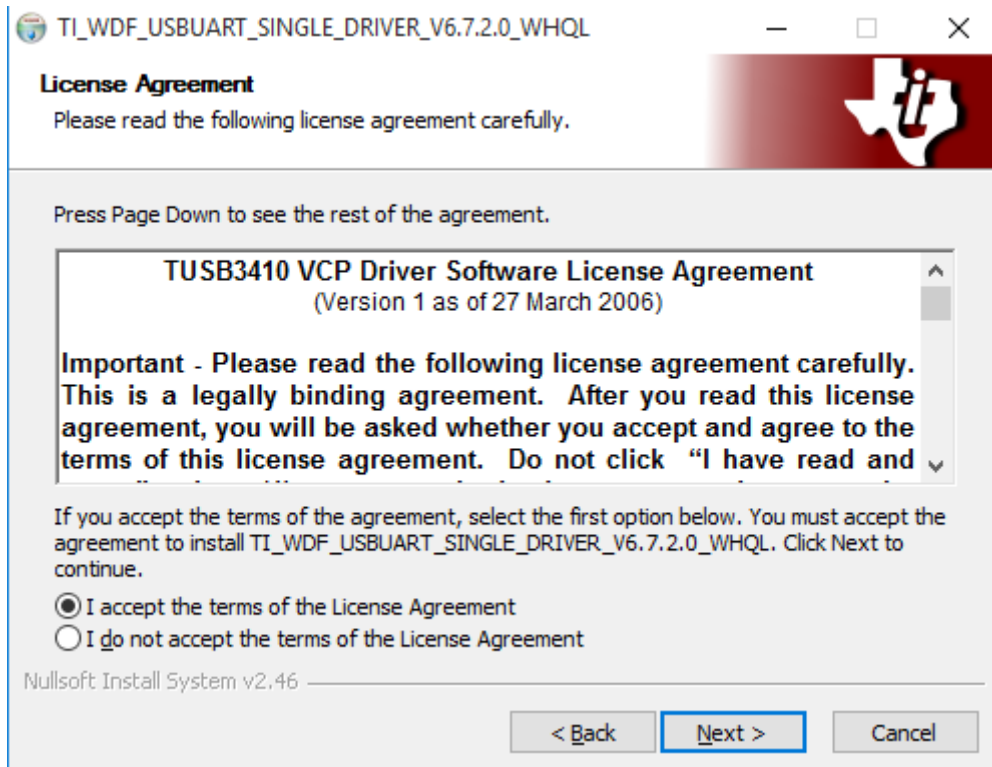 TI_WDF_USBUART_SINGLE_DRIVER_V6.7.2.0_WHQL
License Agreement
Please read the following license agreement carefully.
ti
Press Page Down to see the rest of the agreement.
TUSB3410 VCP Driver Software License Agreement
(Version 1 as of 27 March 2006)
Important - Please read the following license agreement carefully.
This is a legally binding agreement. After you read this license
agreement, you will be asked whether you accept and agree to the
terms of this license agreement. Do not click “I have read and
If you accept the terms of the agreement, select the first option below. You must accept the
agreement to install TI_WDF_USBUART_SINGLE_DRIVER_V6.7.2.0_WHQL. Click Next to
continue.
I accept the terms of the License Agreement
I do not accept the terms of the License Agreement
Nullsoft Install System v2.46
< Back
Next >
Cancel